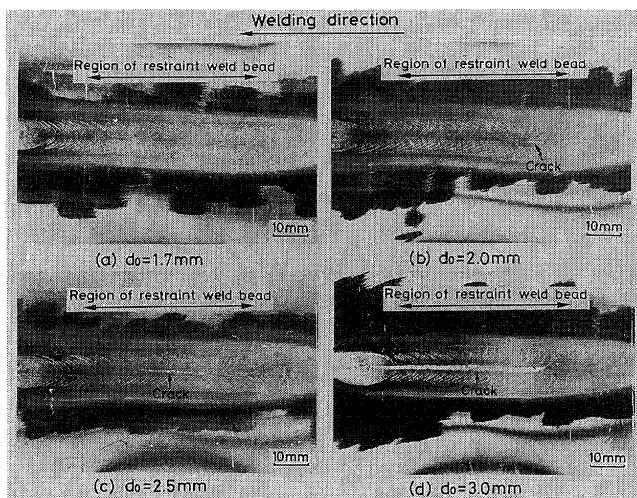 Welding direction
Region of restraint weld bead
10mm
(a) d₀=1.7mm
Region of restraint weld bead
Crack
10mm
(b) d₀=2.0mm
Region of restraint weld bead
Crack
10mm
(c) d₀=2.5mm
Region of restraint weld bead
Crack
10mm
(d) d₀=3.0mm